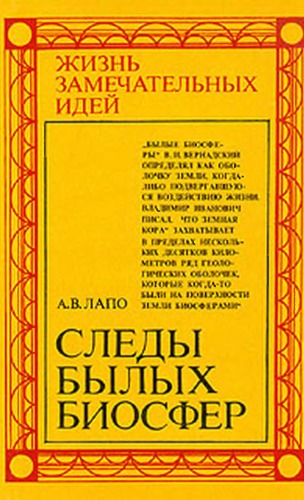 ЖИЗНЬ
ЗАМЕЧАТЕЛЬНЫХ
ИДЕЙ
„БЫЛЫЕ БИОСФЕ-
РЫ“ В. И. ВЕРНАДСКИЙ
ОПРЕДЕЛЯЛ КАК ОБО-
ЛОЧКУ ЗЕМЛИ, КОГДА-
ЛИБО ПОДВЕРГАВШУЮ-
СЯ ВОЗДЕЙСТВИЮ ЖИЗНИ.
ВЛАДИМИР ИВАНОВИЧ
ПИСАЛ, ЧТО ЗЕМНАЯ
КОРА" ЗАХВАТЫВАЕТ
В ПРЕДЕЛАХ НЕСКОЛЬ-
КИХ ДЕСЯТКОВ КИЛО-
МЕТРОВ РЯД ГЕОЛО-
ГИЧЕСКИХ ОБОЛОЧЕК,
КОТОРЫЕ КОГДА-ТО
БЫЛИ НА ПОВЕРХНОСТИ
ЗЕМЛИ БИОСФЕРАМИ"
А. В. ЛАПО
СЛЕДЫ
БЫЛЫХ
БИОСФЕР